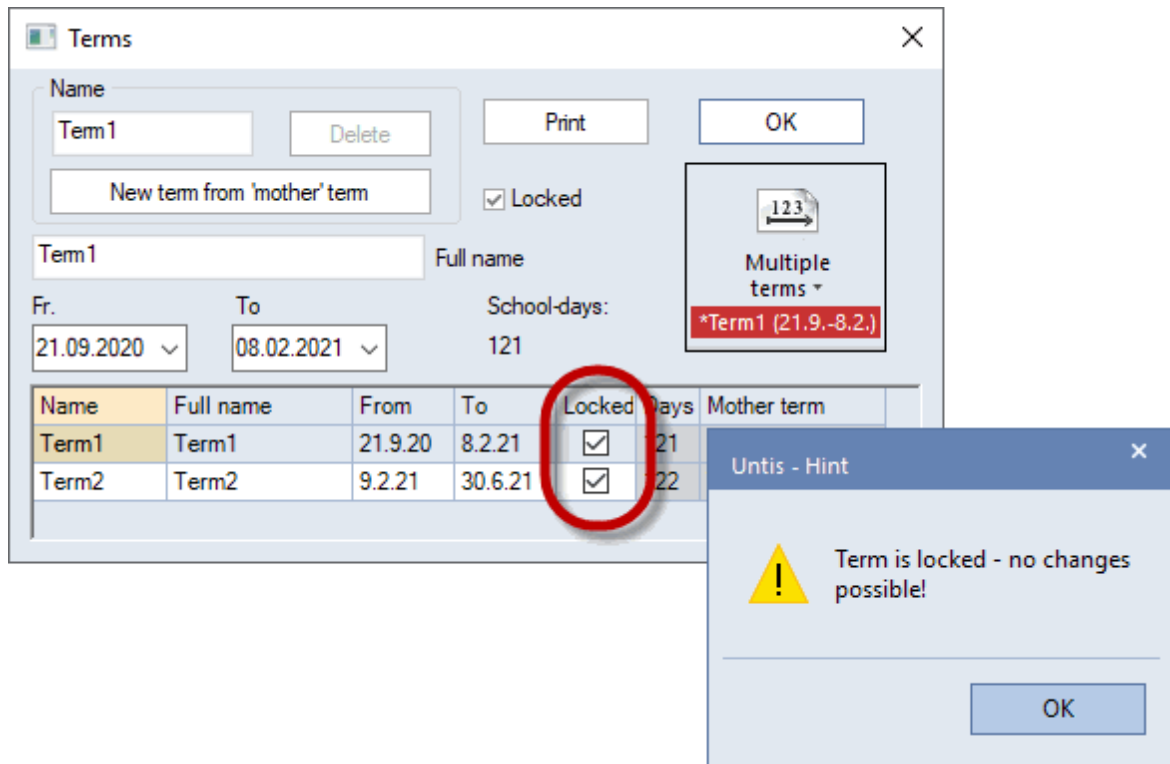 Terms
Name
Term1
Delete
Print
OK
New term from 'mother' term
Locked
123
Multiple
terms
Term1
Full name
*Term1 (21.9.-8.2.)
Fr.
To
School-days:
21.09.2020
08.02.2021
121
Name Full name From To Locked Days Mother term
Term1 Term1 21.9.20 8.2.21 121
Term2 Term2 9.2.21 30.6.21 122
Untis - Hint
Term is locked - no changes
possible!
OK